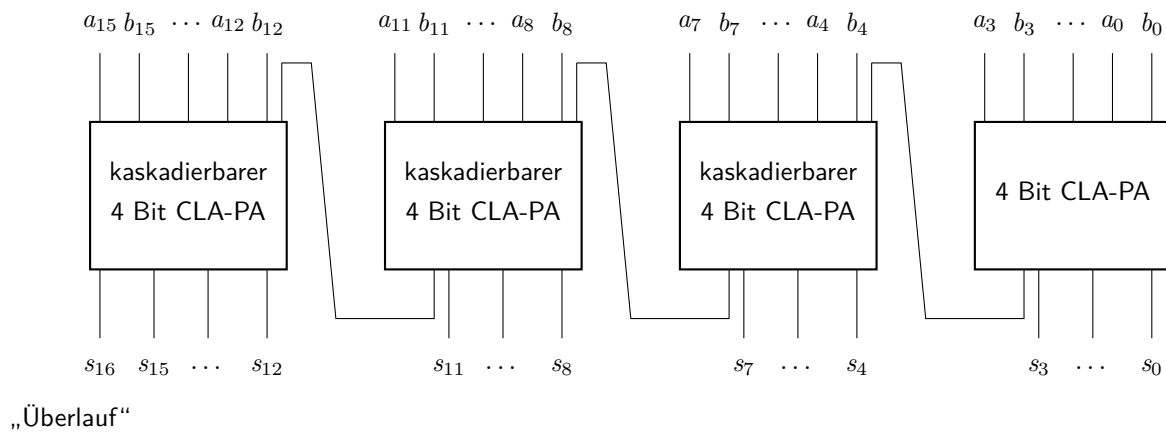 a₁₅ b₁₅ ⋯ a₁₂ b₁₂ a₁₁ b₁₁ ⋯ a₈ b₈ a₇ b₇ ⋯ a₄ b₄ a₃ b₃ ⋯ a₀ b₀
kaskadierbarer kaskadierbarer kaskadierbarer
4 Bit CLA-PA 4 Bit CLA-PA 4 Bit CLA-PA 4 Bit CLA-PA
s₁₆ s₁₅ ⋯ s₁₂ s₁₁ ⋯ s₈ s₇ ⋯ s₄ s₃ ⋯ s₀
„Überlauf“